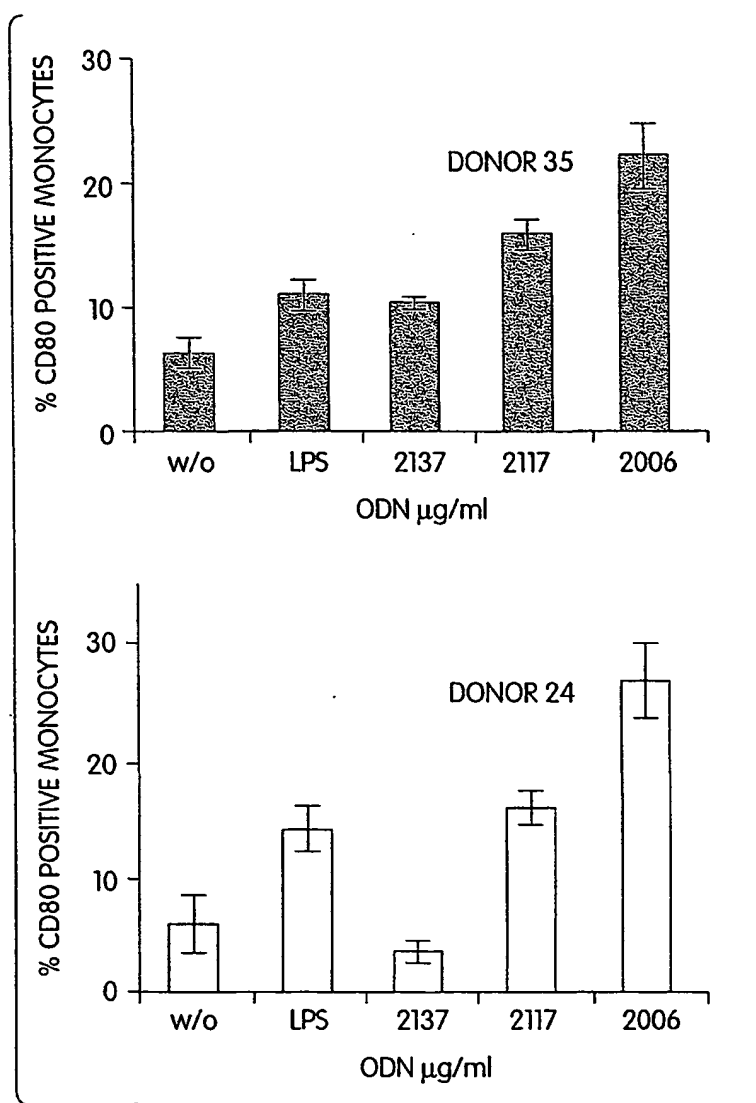 % CD80 POSITIVE MONOCYTES
30
20
10
0
DONOR 35
w/o LPS 2137 2117 2006
ODN µg/ml
% CD80 POSITIVE MONOCYTES
30
20
10
0
DONOR 24
w/o LPS 2137 2117 2006
ODN µg/ml